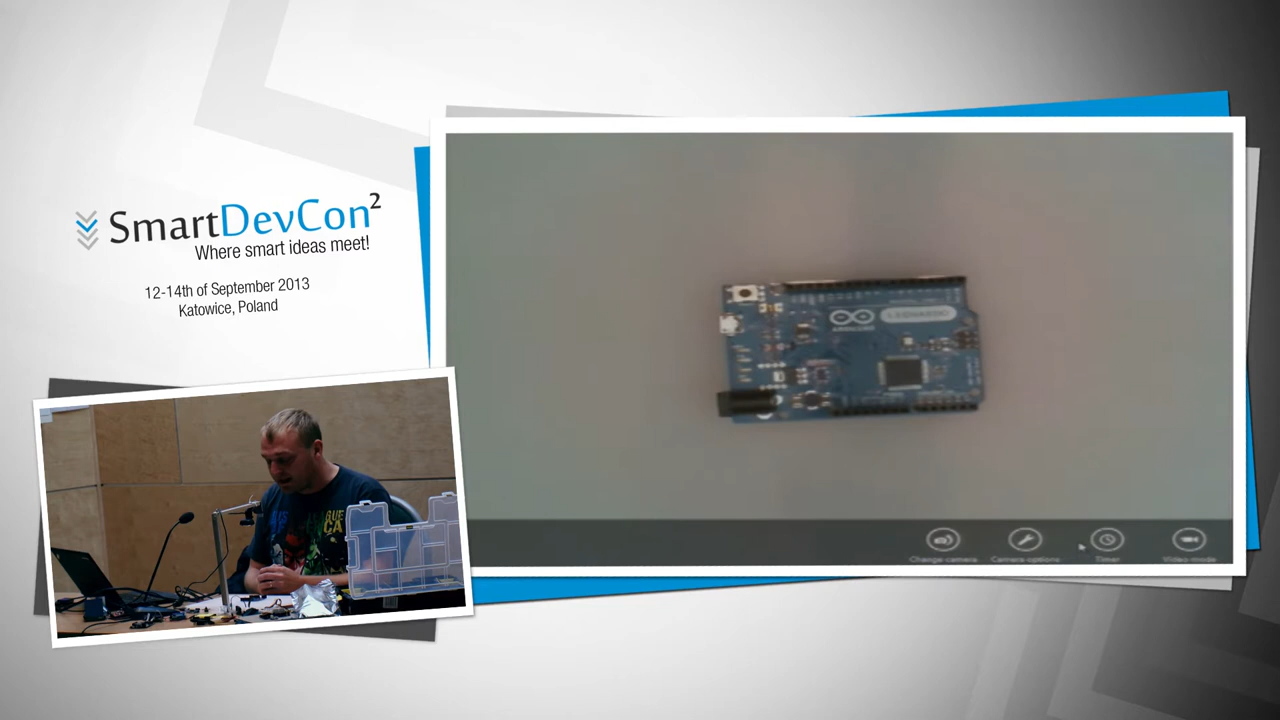 SmartDevCon²
Where smart ideas meet!
12-14th of September 2013
Katowice, Poland
ARDUINO
LEONARDO
Change camera
Camera options
Timer
Video mode